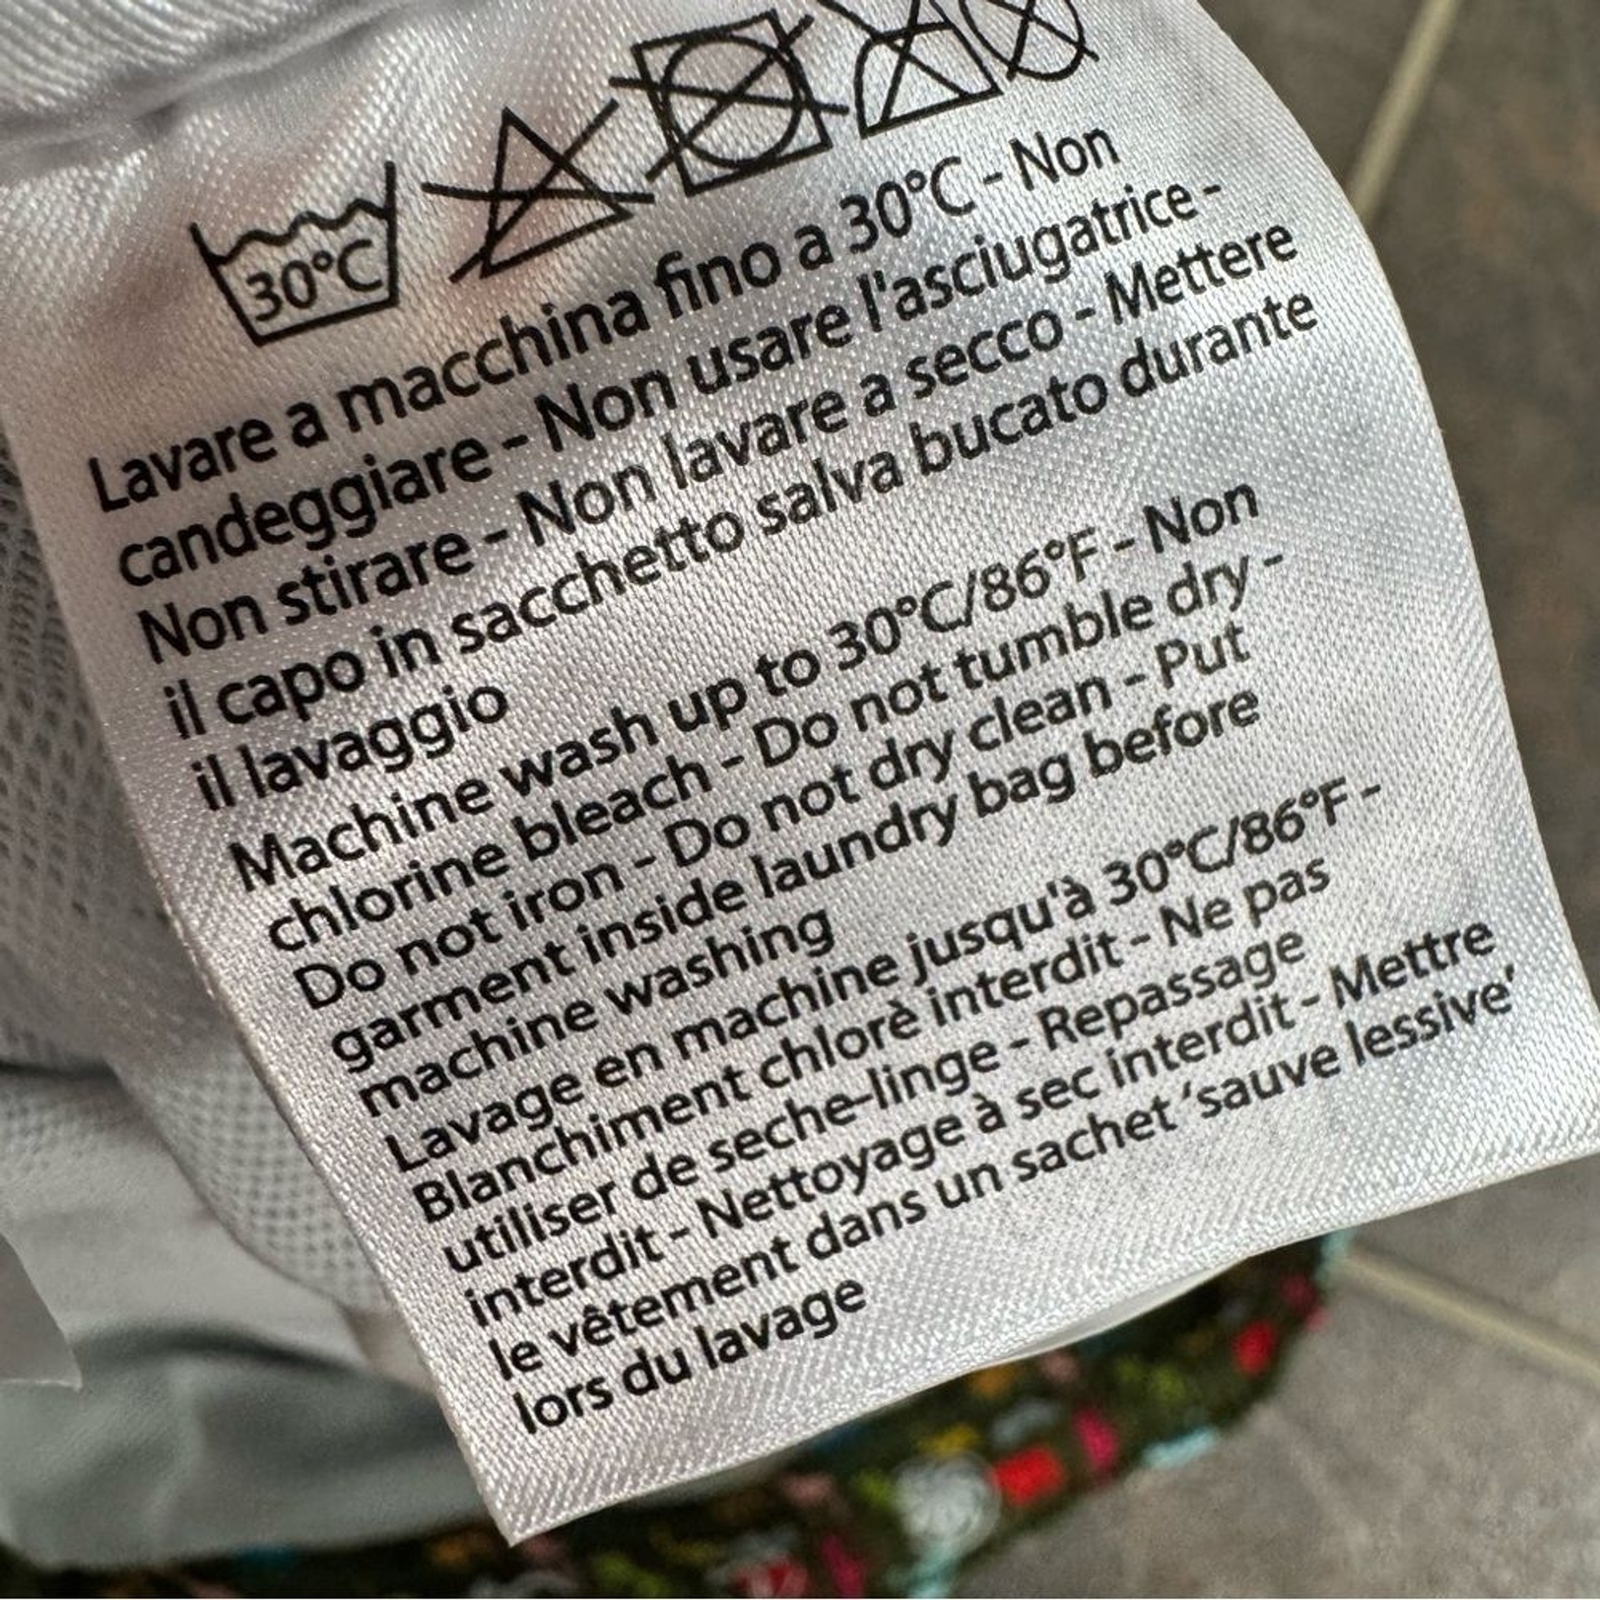 30°C
Lavare a macchina fino a 30°C - Non
candeggiare - Non usare l'asciugatrice -
Non stirare - Non lavare a secco - Mettere
il capo in sacchetto salva bucato durante
il lavaggio
Machine wash up to 30°C/86°F - Non
chlorine bleach - Do not tumble dry -
Do not iron - Do not dry clean - Put
garment inside laundry bag before
machine washing
Lavage en machine jusqu'à 30°C/86°F -
Blanchiment chlorè interdit - Ne pas
utiliser de seche-linge - Repassage
interdit - Nettoyage à sec interdit - Mettre
le vêtement dans un sachet ‘sauve lessive’
lors du lavage